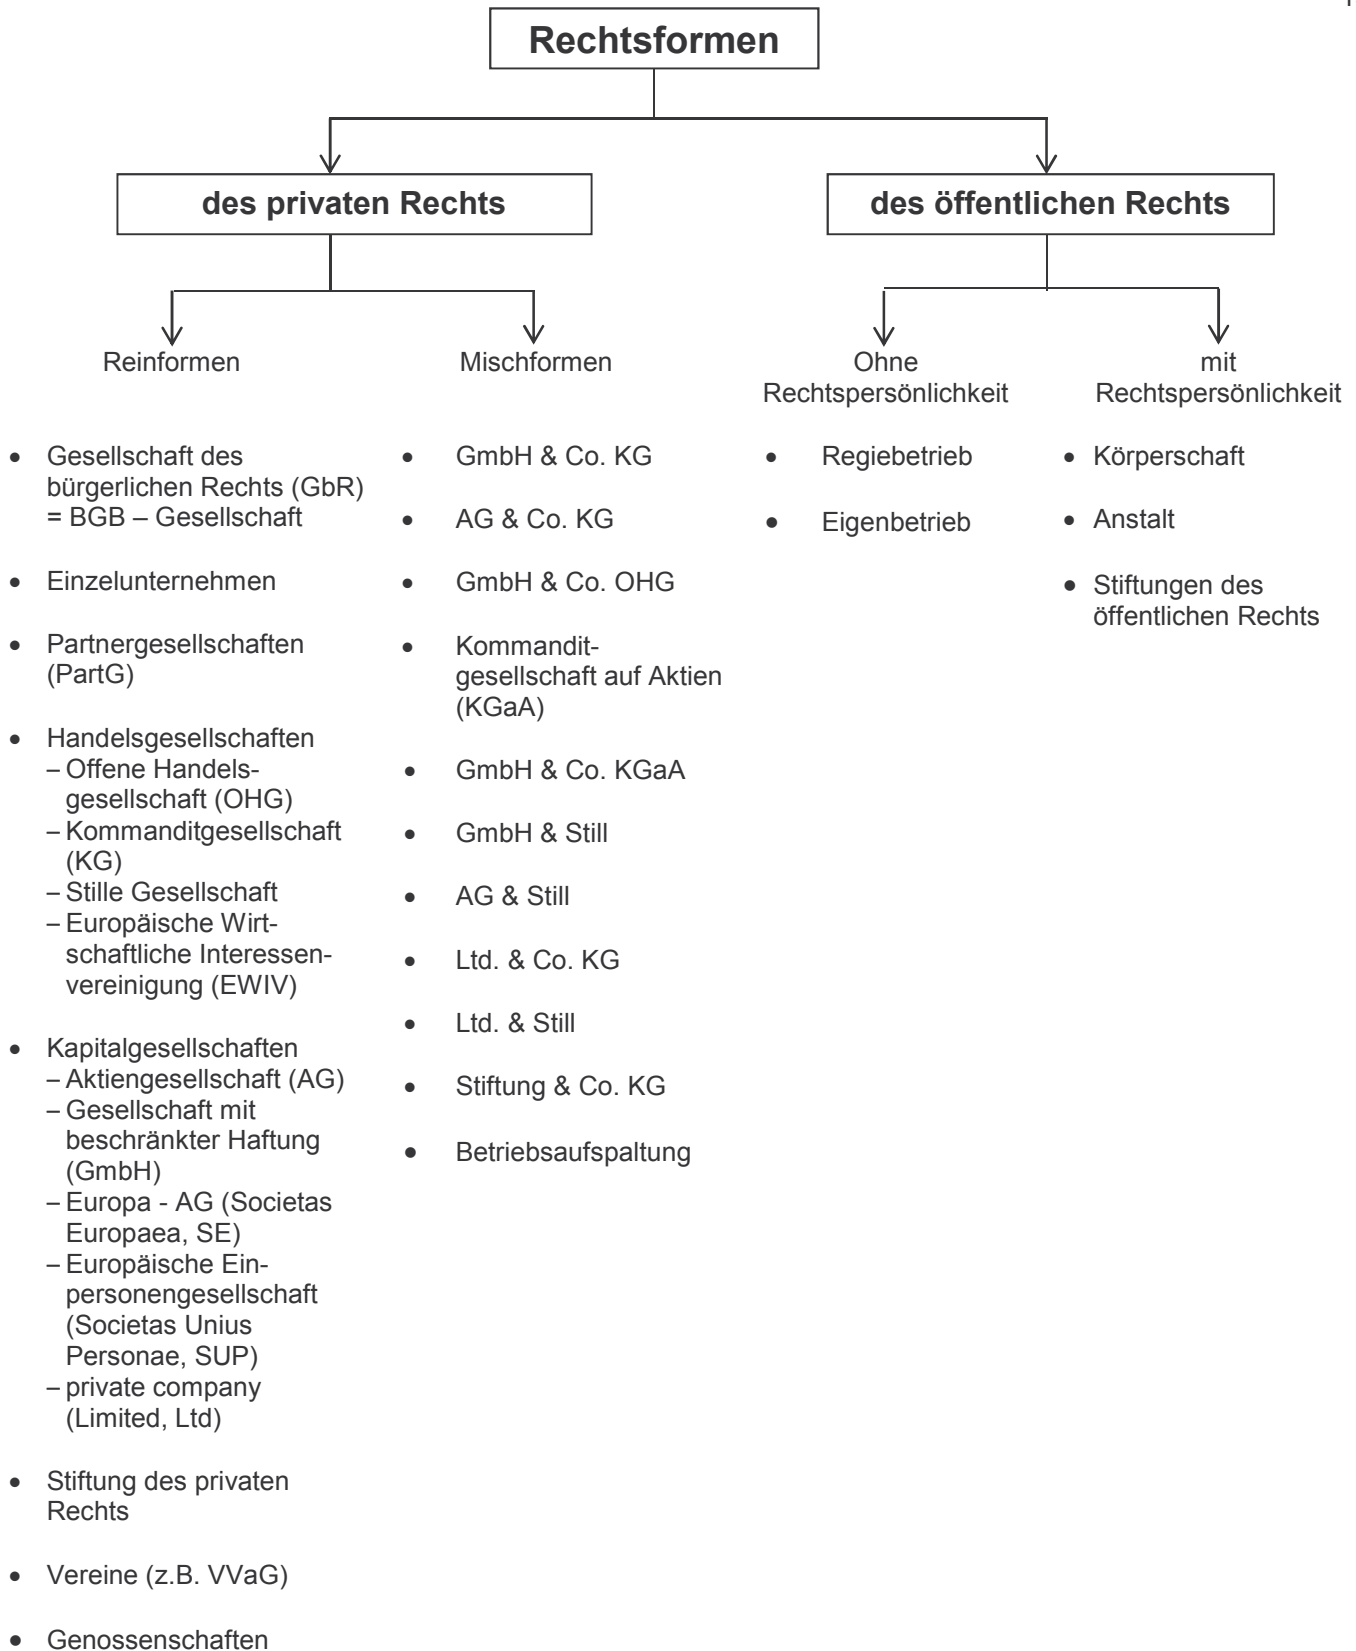 Rechtsformen
des privaten Rechts
des öffentlichen Rechts
Reinformen
Mischformen
Ohne
Rechtspersönlichkeit
mit
Rechtspersönlichkeit
• Gesellschaft des
bürgerlichen Rechts (GbR)
= BGB – Gesellschaft
• Einzelunternehmen
• Partnergesellschaften
(PartG)
• Handelsgesellschaften
– Offene Handels-
gesellschaft (OHG)
– Kommanditgesellschaft
(KG)
– Stille Gesellschaft
– Europäische Wirt-
schaftliche Interessen-
vereinigung (EWIV)
• Kapitalgesellschaften
– Aktiengesellschaft (AG)
– Gesellschaft mit
beschränkter Haftung
(GmbH)
– Europa - AG (Societas
Europaea, SE)
– Europäische Ein-
personengesellschaft
(Societas Unius
Personae, SUP)
– private company
(Limited, Ltd)
• Stiftung des privaten
Rechts
• Vereine (z.B. VVaG)
• Genossenschaften
• GmbH & Co. KG
• AG & Co. KG
• GmbH & Co. OHG
• Kommandit-
gesellschaft auf Aktien
(KGaA)
• GmbH & Co. KGaA
• GmbH & Still
• AG & Still
• Ltd. & Co. KG
• Ltd. & Still
• Stiftung & Co. KG
• Betriebsaufspaltung
• Regiebetrieb
• Eigenbetrieb
• Körperschaft
• Anstalt
• Stiftungen des
öffentlichen Rechts